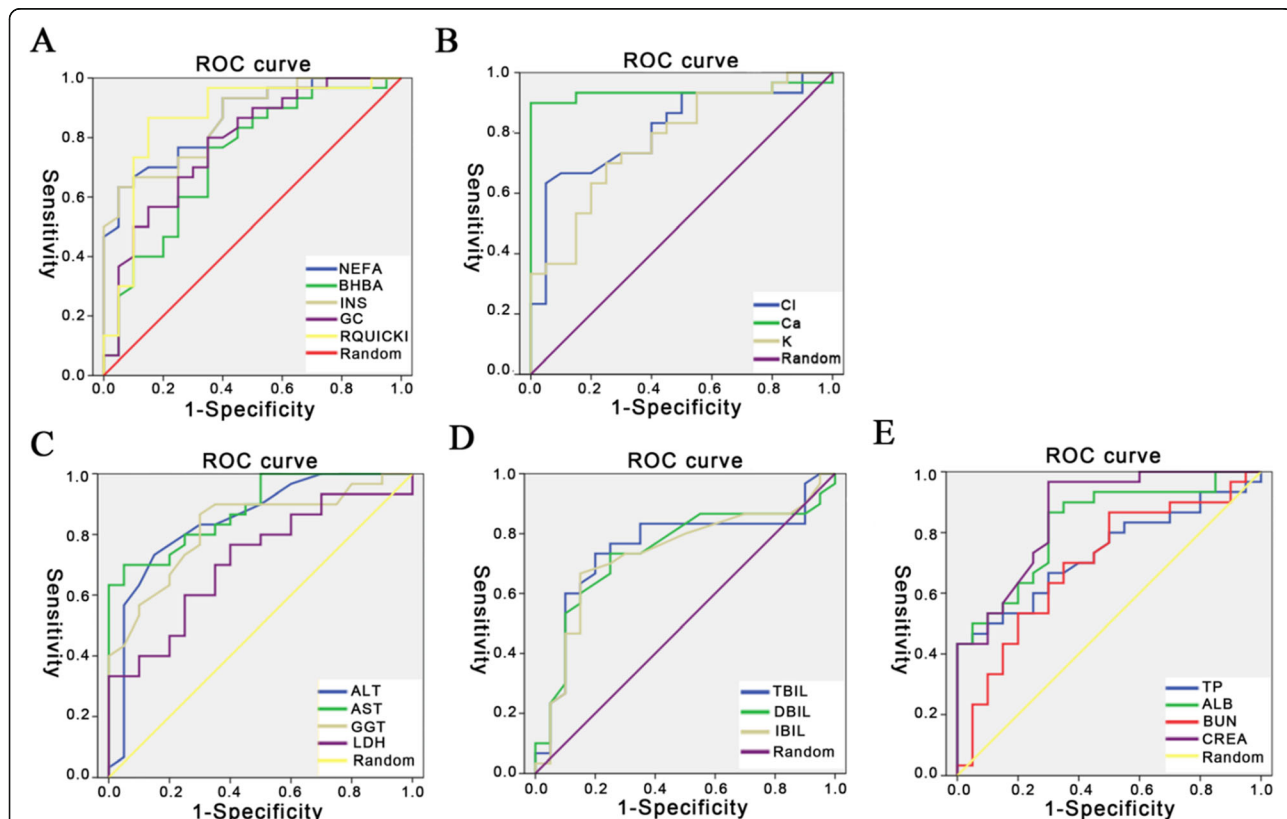 A
ROC curve
1.0
0.8
0.6
0.4
0.2
0.0
Sensitivity
NEFA
BHBA
INS
GC
RQUICKI
Random
0.0 0.2 0.4 0.6 0.8 1.0
1-Specificity
B
ROC curve
1.0
0.8
0.6
0.4
0.2
0.0
Sensitivity
Cl
Ca
K
Random
0.0 0.2 0.4 0.6 0.8 1.0
1-Specificity
C
ROC curve
1.0
0.8
0.6
0.4
0.2
0.0
Sensitivity
ALT
AST
GGT
LDH
Random
0.0 0.2 0.4 0.6 0.8 1.0
1-Specificity
D
ROC curve
1.0
0.8
0.6
0.4
0.2
0.0
Sensitivity
TBIL
DBIL
IBIL
Random
0.0 0.2 0.4 0.6 0.8 1.0
1-Specificity
E
ROC curve
1.0
0.8
0.6
0.4
0.2
0.0
Sensitivity
TP
ALB
BUN
CREA
Random
0.0 0.2 0.4 0.6 0.8 1.0
1-Specificity